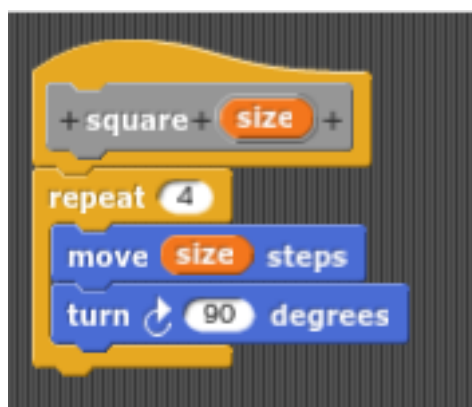 + square + size +
repeat 4
move size steps
turn 90 degrees